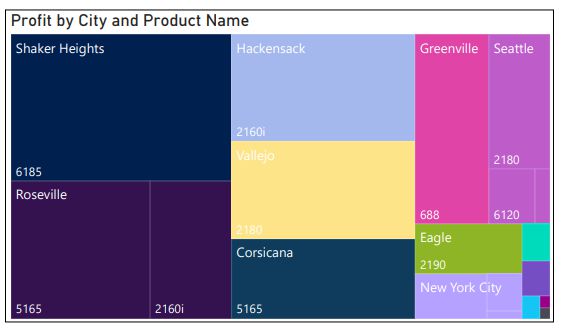 Profit by City and Product Name
Shaker Heights
6185
Roseville
5165
2160i
Hackensack
2160i
Vallejo
2180
Corsicana
5165
Greenville
688
Seattle
2180
6120
Eagle
2190
New York City